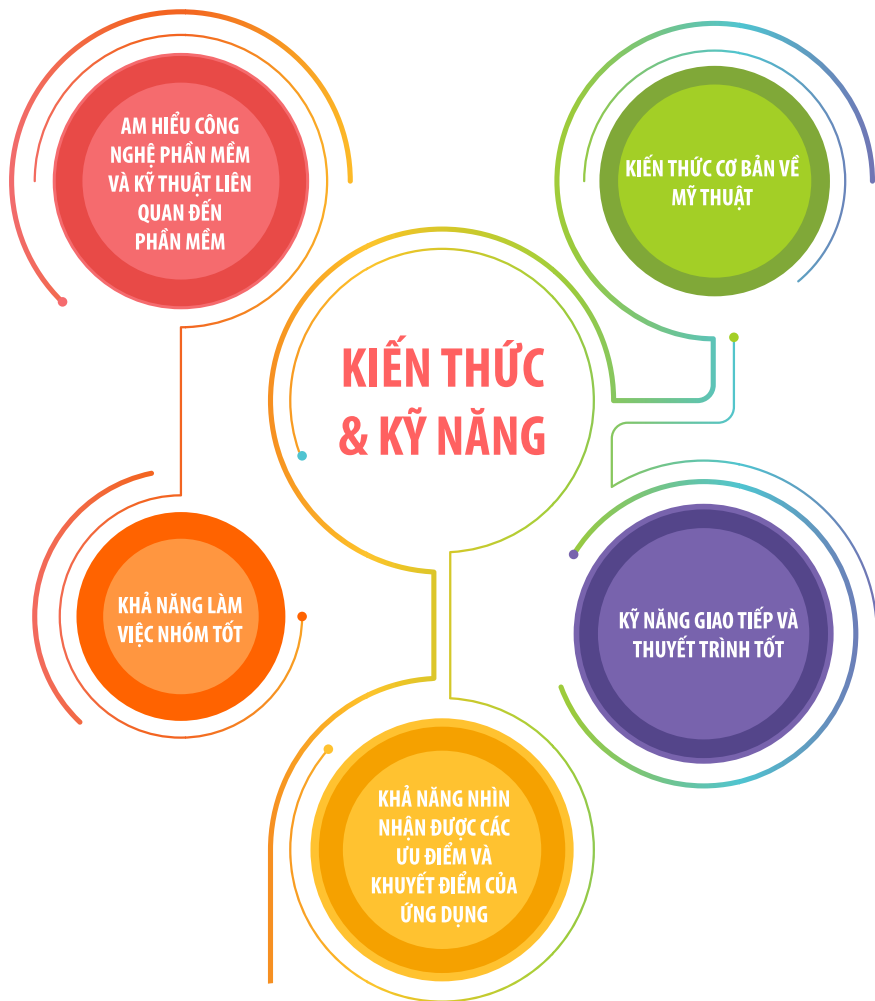 AM HIỂU CÔNG
NGHỆ PHẦN MỀM
VÀ KỸ THUẬT LIÊN
QUAN ĐẾN
PHẦN MỀM
KIẾN THỨC CƠ BẢN VỀ
MỸ THUẬT
KIẾN THỨC
& KỸ NĂNG
KHẢ NĂNG LÀM
VIỆC NHÓM TỐT
KỸ NĂNG GIAO TIẾP VÀ
THUYẾT TRÌNH TỐT
KHẢ NĂNG NHÌN
NHẬN ĐƯỢC CÁC
ƯU ĐIỂM VÀ
KHUYẾT ĐIỂM CỦA
ỨNG DỤNG